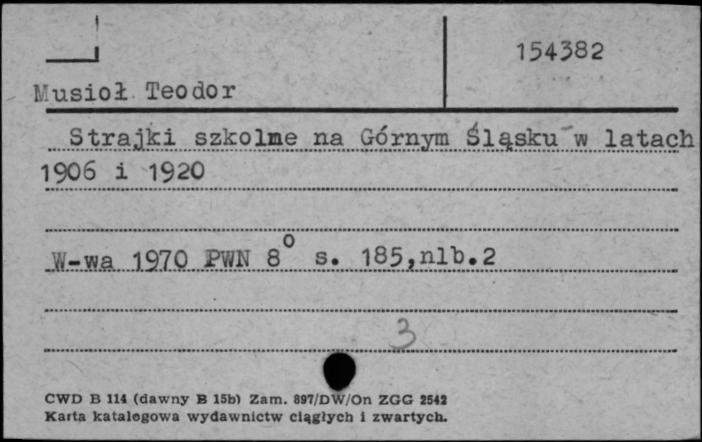 154382
Musioł Teodor
Strajki szkolne na Górnym Śląsku w latach
1906 i 1920
W-wa 1970 PWN 8° s. 185,nlb.2
3
CWD B 114 (dawny B 15b) Zam. 897/DW/On ZGG 2542
Karta katalogowa wydawnictw ciągłych i zwartych.